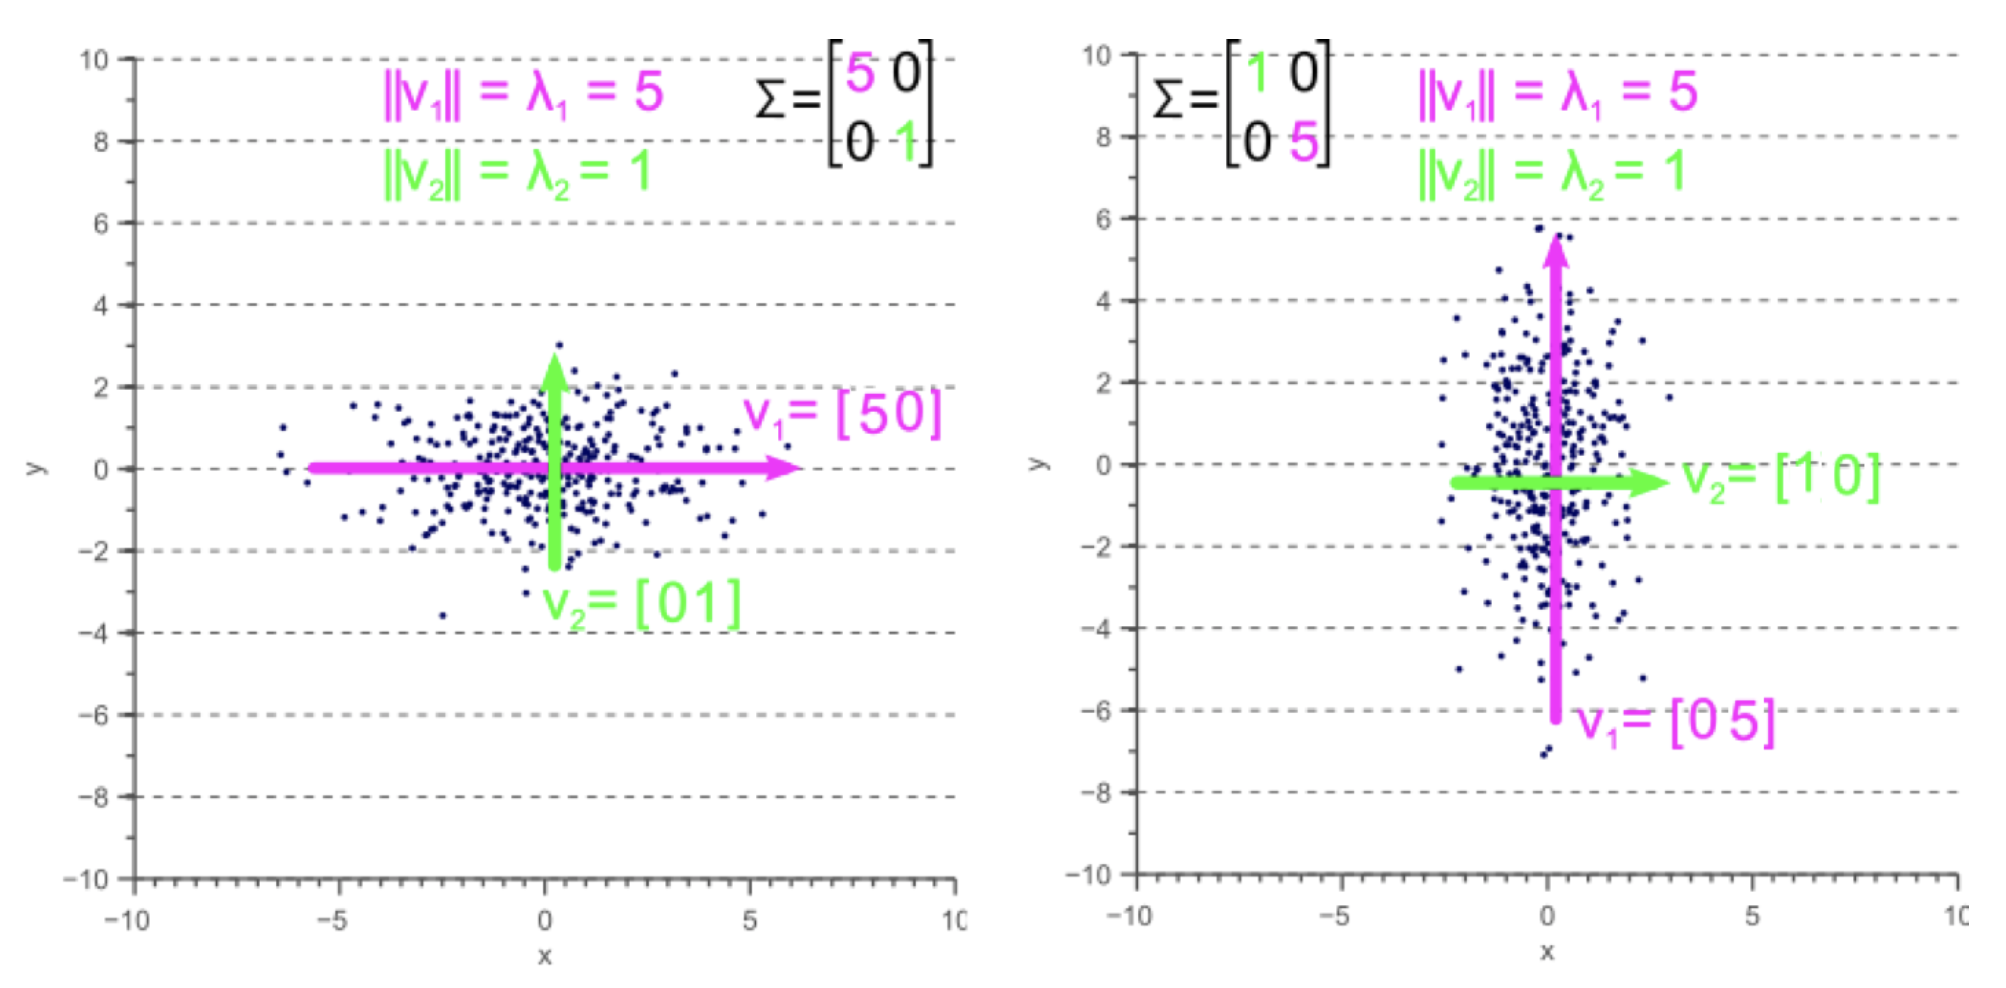 10
8
6
4
2
0
−2
−4
−6
−8
−10
y
‖v₁‖ = λ₁ = 5
‖v₂‖ = λ₂ = 1
Σ=[5 0
0 1]
v₁= [5 0]
v₂= [0 1]
−10 −5 0 5 10
x
10
8
6
4
2
0
−2
−4
−6
−8
−10
y
Σ=[1 0
0 5]
‖v₁‖ = λ₁ = 5
‖v₂‖ = λ₂ = 1
v₂= [1 0]
v₁= [0 5]
−10 −5 0 5 10
x